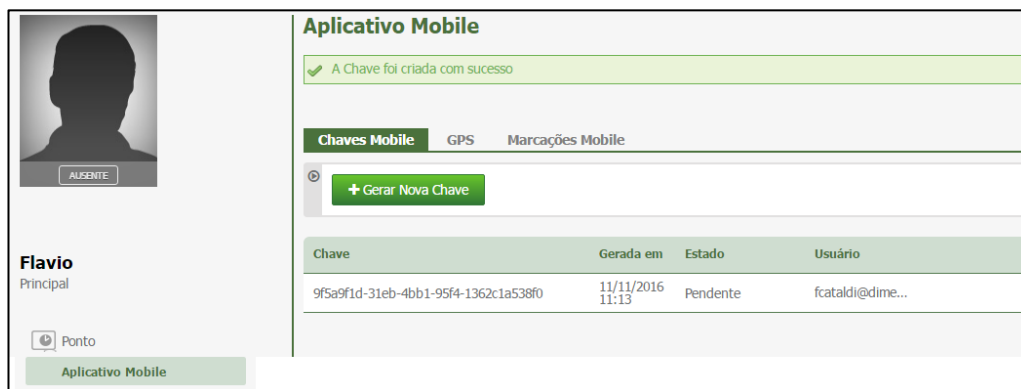 AUSENTE
Flavio
Principal
Ponto
Aplicativo Mobile
Aplicativo Mobile
A Chave foi criada com sucesso
Chaves Mobile GPS Marcações Mobile
+ Gerar Nova Chave
Chave Gerada em Estado Usuário
9f5a9f1d-31eb-4bb1-95f4-1362c1a538f0 11/11/2016 11:13 Pendente fcataldi@dime...